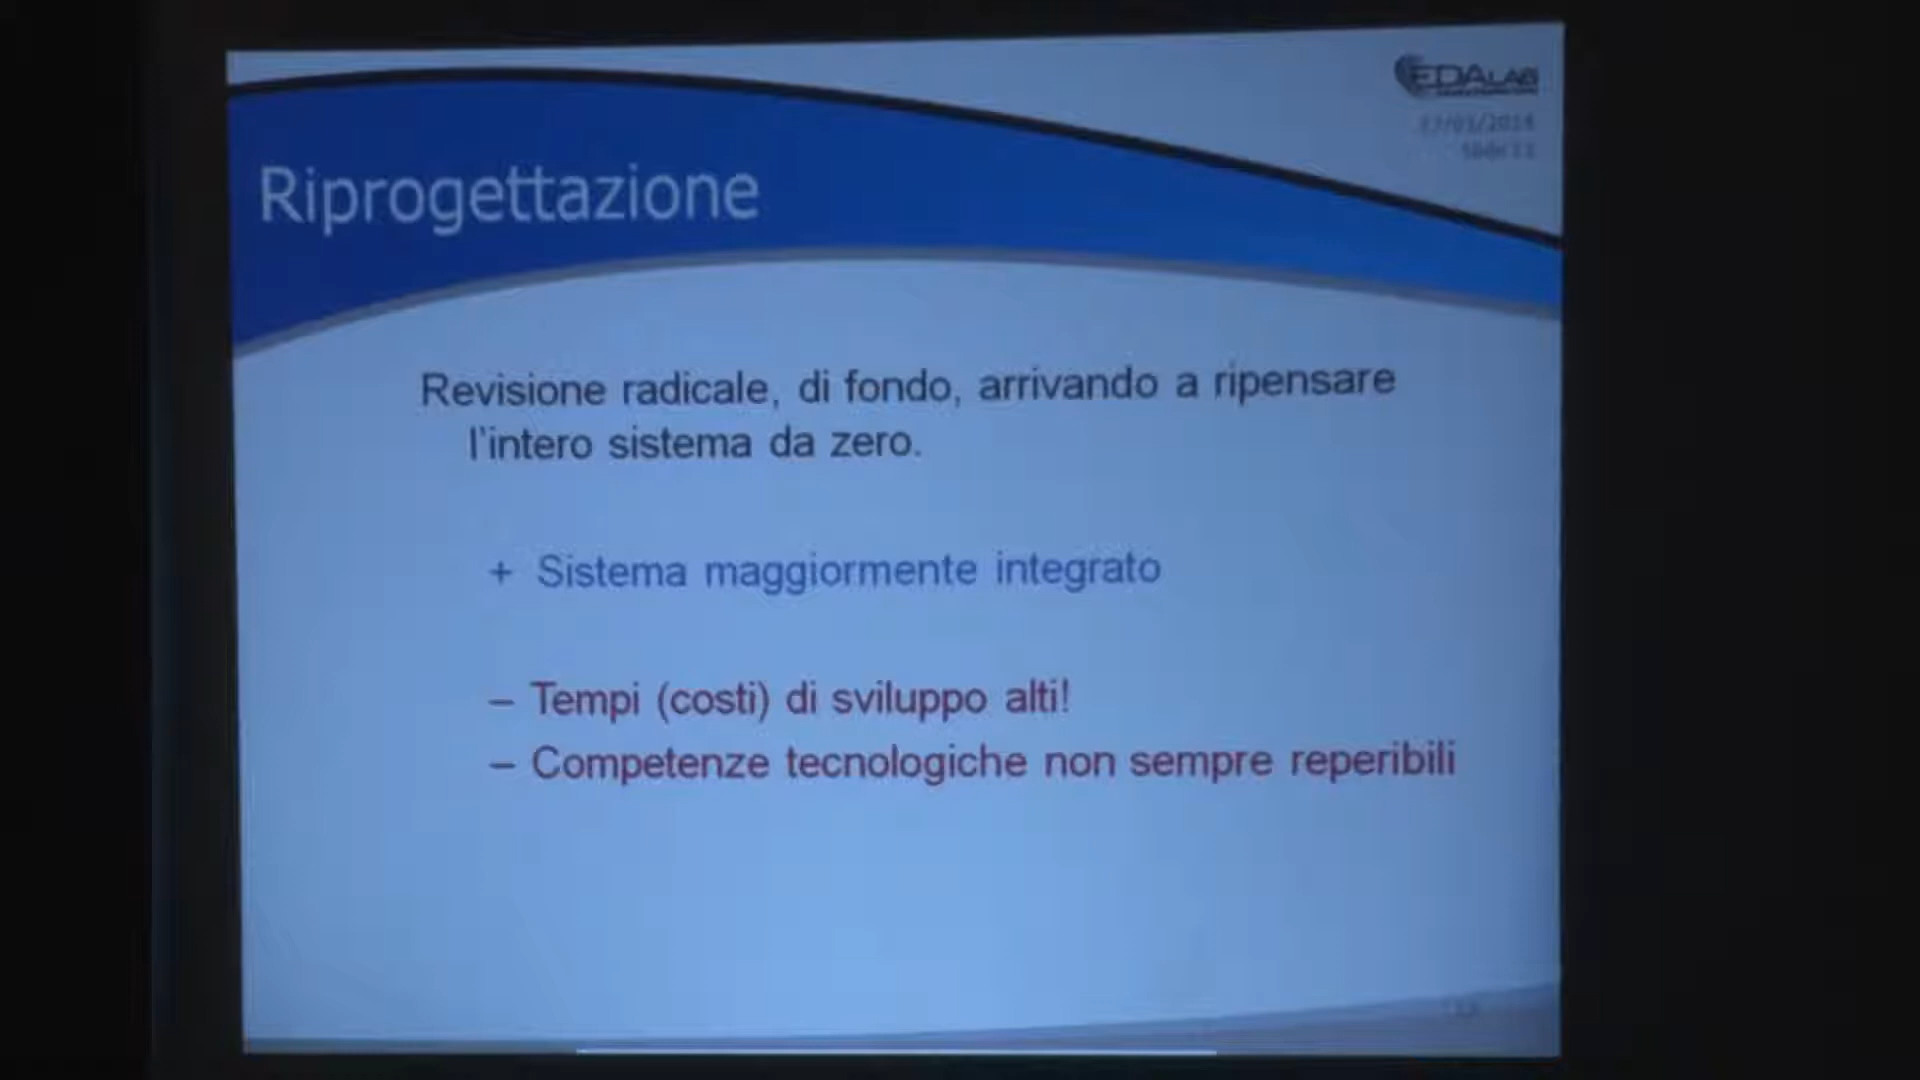 EDALAB
Riprogettazione
Revisione radicale, di fondo, arrivando a ripensare
l'intero sistema da zero.
+ Sistema maggiormente integrato
– Tempi (costi) di sviluppo alti!
– Competenze tecnologiche non sempre reperibili